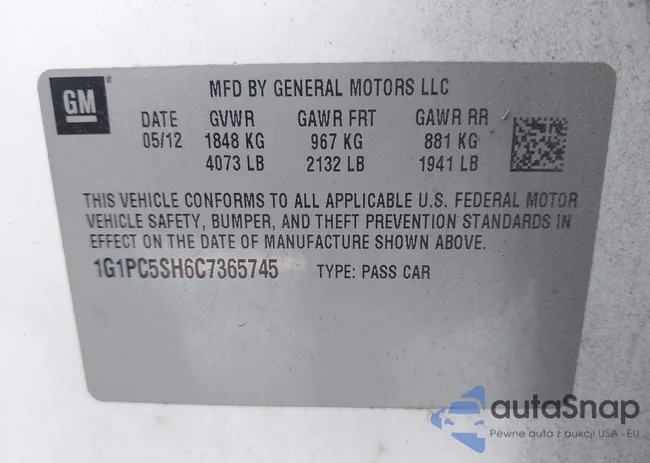 GM
MFD BY GENERAL MOTORS LLC
DATE GVWR GAWR FRT GAWR RR
05/12 1848 KG 967 KG 881 KG
4073 LB 2132 LB 1941 LB
THIS VEHICLE CONFORMS TO ALL APPLICABLE U.S. FEDERAL MOTOR
VEHICLE SAFETY, BUMPER, AND THEFT PREVENTION STANDARDS IN
EFFECT ON THE DATE OF MANUFACTURE SHOWN ABOVE.
1G1PC5SH6C7365745 TYPE: PASS CAR
autaSnap
Pewne auta z aukcji USA i EU